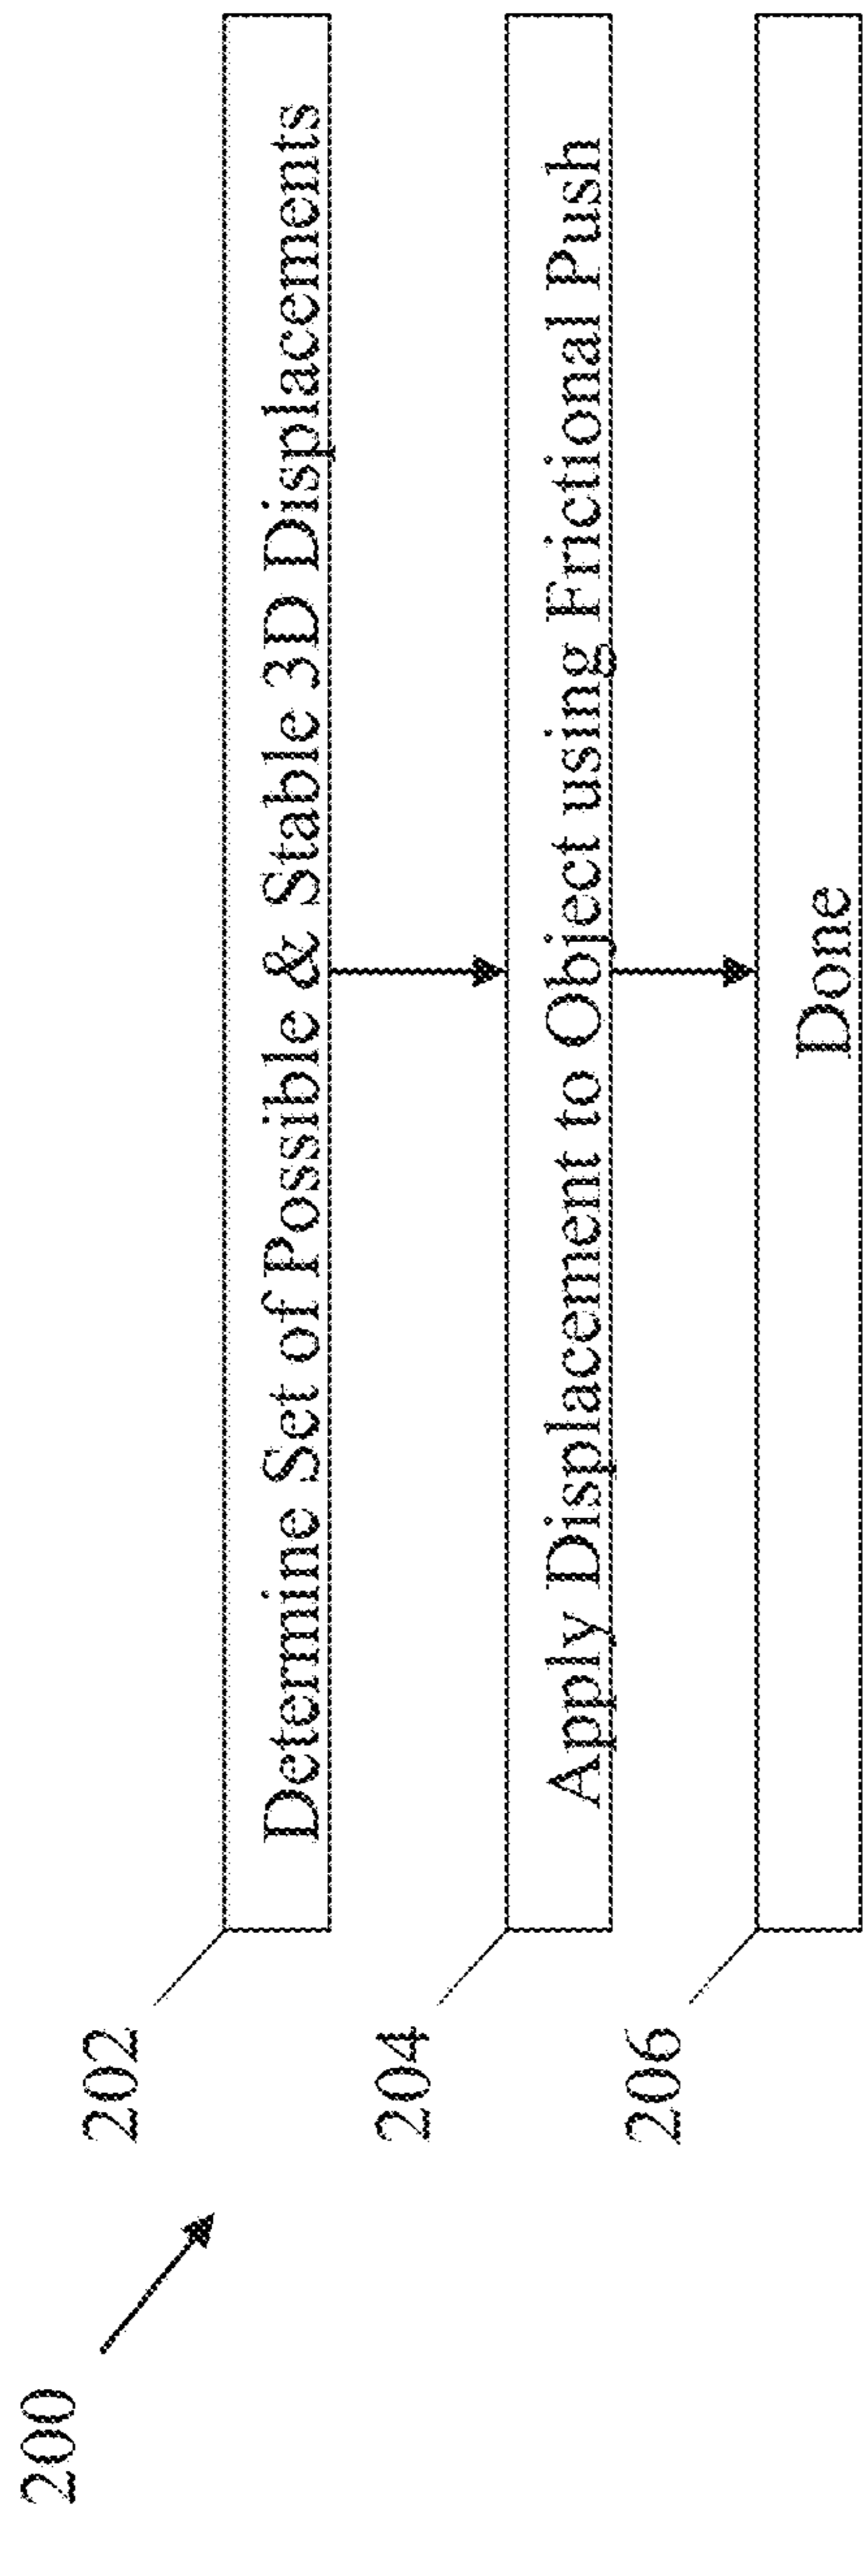 200
202
Determine Set of Possible & Stable 3D Displacements
204
Apply Displacement to Object using Frictional Push
206
Done